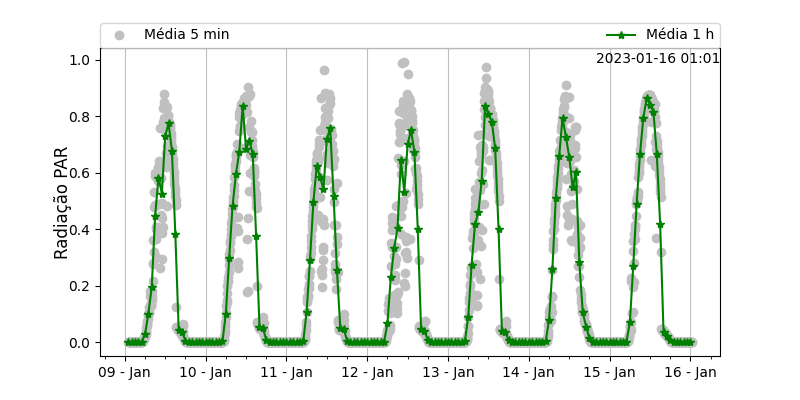 Média 5 min
Média 1 h
2023-01-16 01:01
Radiação PAR
1.0
0.8
0.6
0.4
0.2
0.0
09 - Jan
10 - Jan
11 - Jan
12 - Jan
13 - Jan
14 - Jan
15 - Jan
16 - Jan